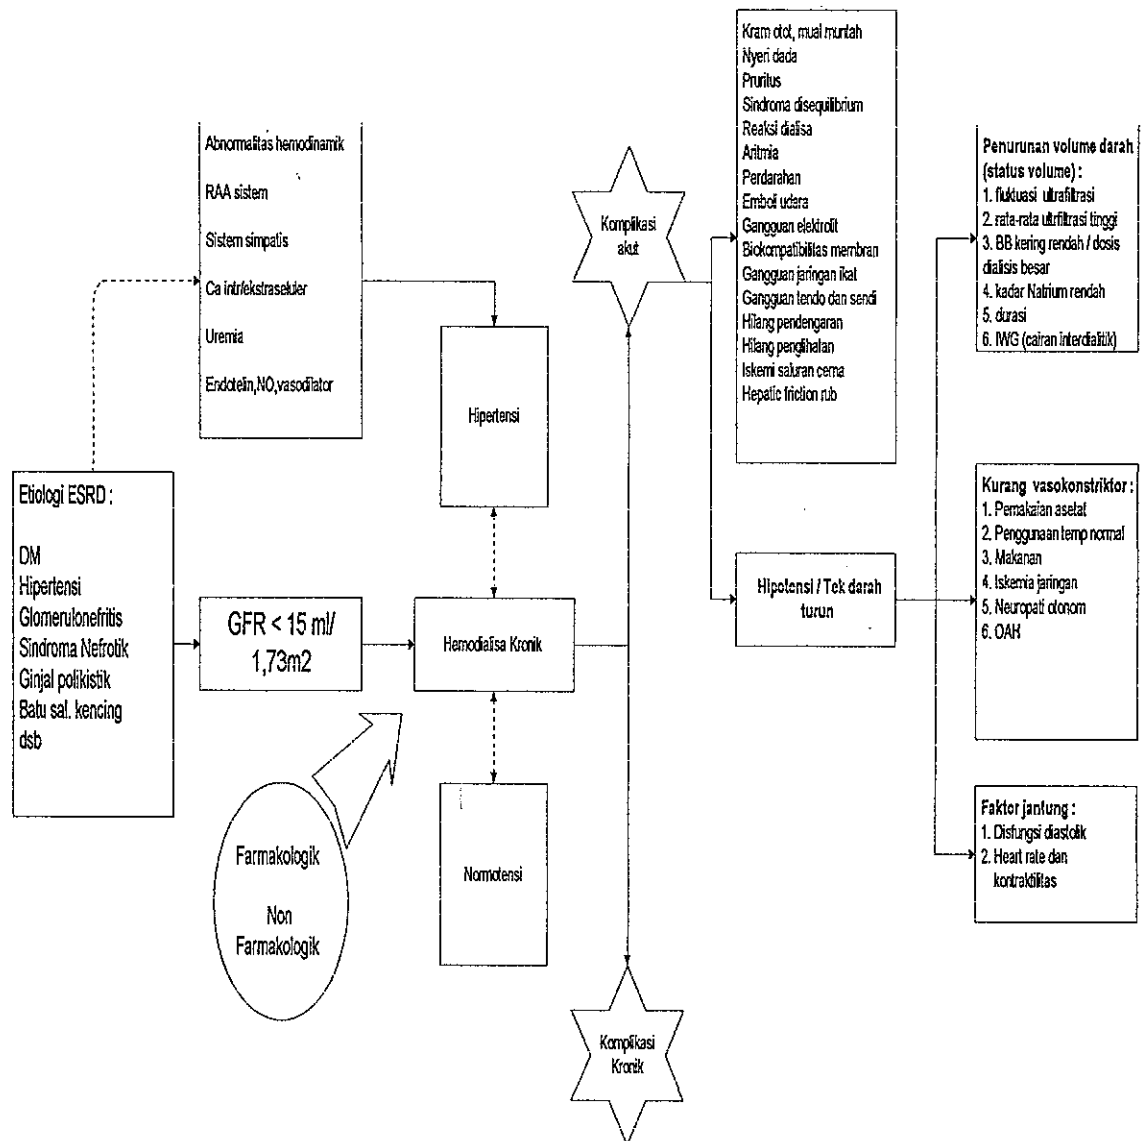 Etiologi ESRD :
DM
Hipertensi
Glomerulonefritis
Sindroma Nefrotik
Ginjal polikistik
Batu sal. kencing
dsb
Abnormalitas hemodinamik
RAA sistem
Sistem simpatis
Ca intr/ekstraseluler
Uremia
Endotelin,NO,vasodilator
Hipertensi
GFR < 15 ml/
1,73m2
Hemodialisa Kronik
Normotensi
Farmakologik
Non
Farmakologik
Komplikasi
akut
Komplikasi
Kronik
Kram otot, mual muntah
Nyeri dada
Pruritus
Sindroma disequilibrium
Reaksi dialisa
Aritmia
Perdarahan
Emboli udara
Gangguan elektrolit
Biokompatibilitas membran
Gangguan jaringan ikat
Gangguan tendo dan sendi
Hilang pendengaran
Hilang penglihatan
Iskemi saluran cerna
Hepatic friction rub
Hipotensi / Tek darah
turun
Penurunan volume darah
(status volume) :
1. fluktuasi ultrafiltrasi
2. rata-rata ultrfiltrasi tinggi
3. BB kering rendah / dosis
dialisis besar
4. kadar Natrium rendah
5. durasi
6. IWG (cairan interdialitik)
Kurang vasokonstriktor :
1. Pemakaian asetat
2. Penggunaan temp normal
3. Makanan
4. Iskemia jaringan
5. Neuropati otonom
6. OAH
Faktor jantung :
1. Disfungsi diastolik
2. Heart rate dan
kontraktilitas